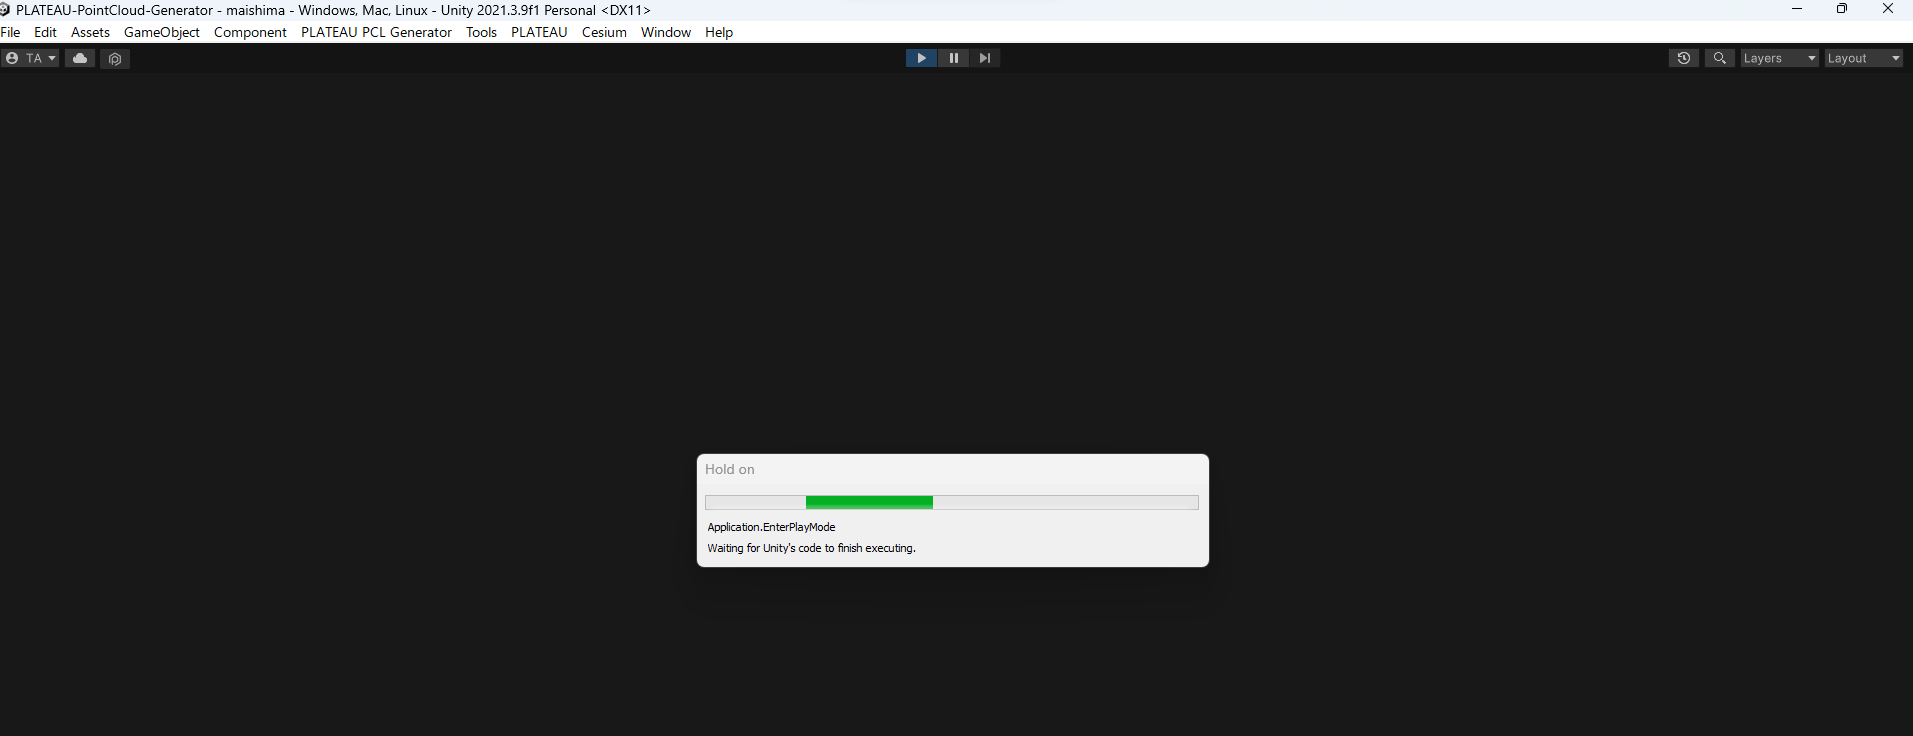 PLATEAU-PointCloud-Generator - maishima - Windows, Mac, Linux - Unity 2021.3.9f1 Personal <DX11>
File Edit Assets GameObject Component PLATEAU PCL Generator Tools PLATEAU Cesium Window Help
TA Layers Layout
Hold on
Application.EnterPlayMode
Waiting for Unity's code to finish executing.